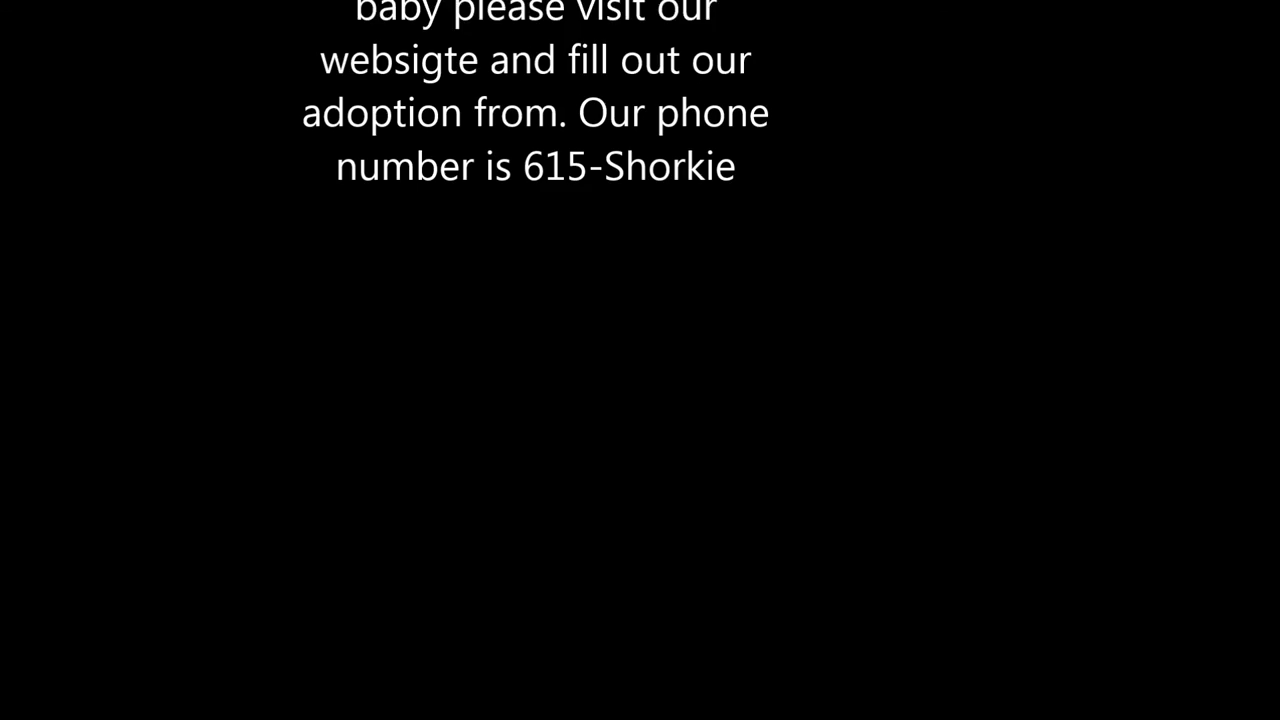 baby please visit our
websigte and fill out our
adoption from. Our phone
number is 615-Shorkie